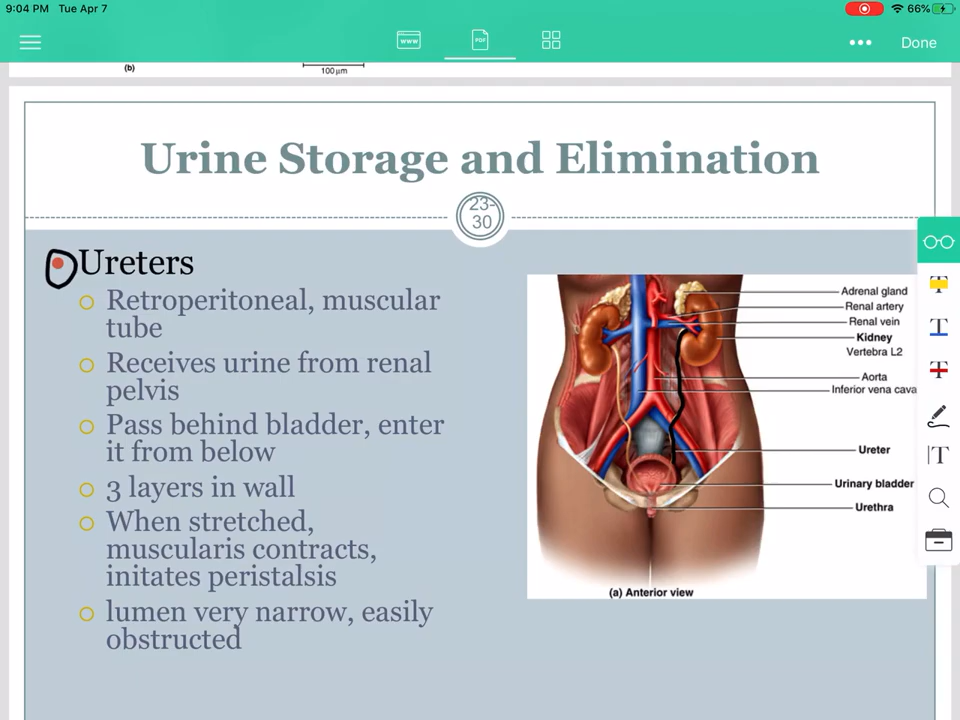 9:04 PM Tue Apr 7
66%
WWW
PDF
Done
(b)
100 µm
Urine Storage and Elimination
23-
30
Ureters
Retroperitoneal, muscular
tube
Receives urine from renal
pelvis
Pass behind bladder, enter
it from below
3 layers in wall
When stretched,
muscularis contracts,
initates peristalsis
lumen very narrow, easily
obstructed
Adrenal gland
Renal artery
Renal vein
Kidney
Vertebra L2
Aorta
Inferior vena cava
Ureter
Urinary bladder
Urethra
(a) Anterior view
T
T
T
T